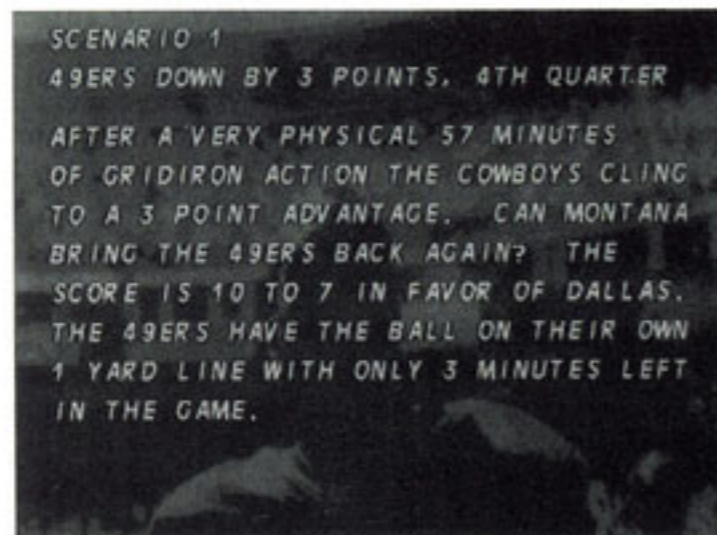 SCENARIO 1
49ERS DOWN BY 3 POINTS, 4TH QUARTER
AFTER A VERY PHYSICAL 57 MINUTES
OF GRIDIRON ACTION THE COWBOYS CLING
TO A 3 POINT ADVANTAGE. CAN MONTANA
BRING THE 49ERS BACK AGAIN? THE
SCORE IS 10 TO 7 IN FAVOR OF DALLAS.
THE 49ERS HAVE THE BALL ON THEIR OWN
1 YARD LINE WITH ONLY 3 MINUTES LEFT
IN THE GAME.